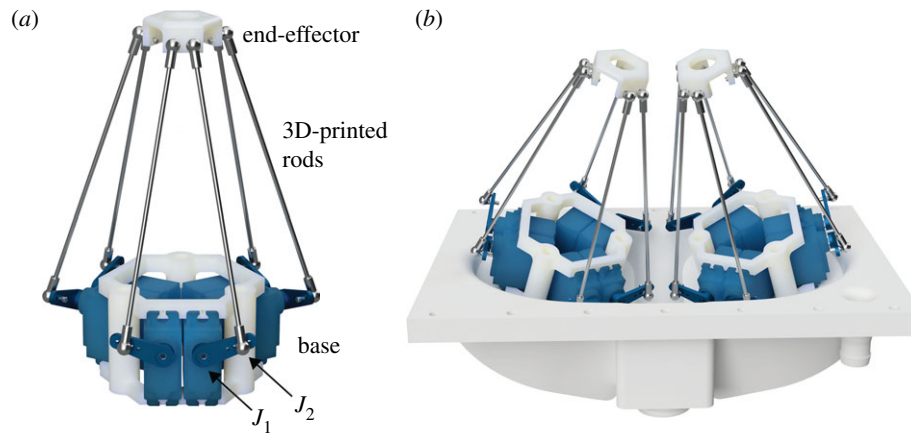 (a)
end-effector
3D-printed
rods
base
J1
J2
(b)